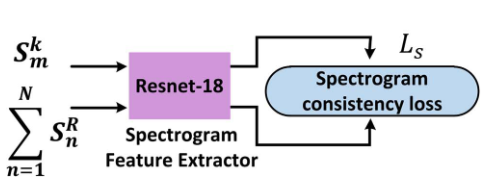 S_m^k
N
∑ S_n^R
n=1
Resnet-18
Spectrogram
Feature Extractor
L_s
Spectrogram
consistency loss